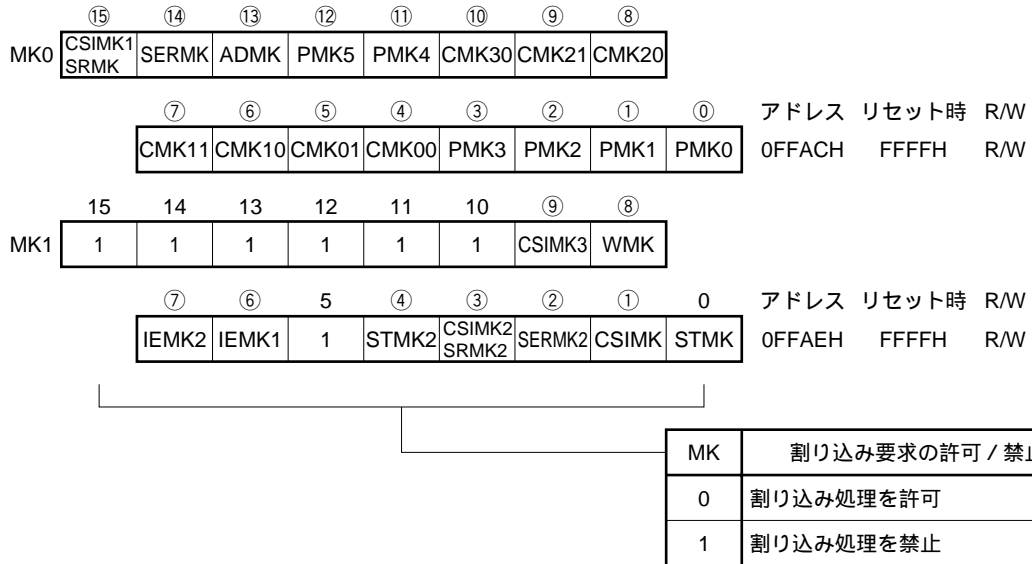 ⑮ ⑭ ⑬ ⑫ ⑪ ⑩ ⑨ ⑧
MK0 CSIMK1 SRMK SERMK ADMK PMK5 PMK4 CMK30 CMK21 CMK20
⑦ ⑥ ⑤ ④ ③ ② ① ⓪ アドレス リセット時 R/W
CMK11 CMK10 CMK01 CMK00 PMK3 PMK2 PMK1 PMK0 0FFACH FFFFH R/W
15 14 13 12 11 10 ⑨ ⑧
MK1 1 1 1 1 1 1 CSIMK3 WMK
⑦ ⑥ 5 ④ ③ ② ① 0 アドレス リセット時 R/W
IEMK2 IEMK1 1 STMK2 CSIMK2 SRMK2 SERMK2 CSIMK STMK 0FFAEH FFFFH R/W
MK 割り込み要求の許可/禁止
0 割り込み処理を許可
1 割り込み処理を禁止